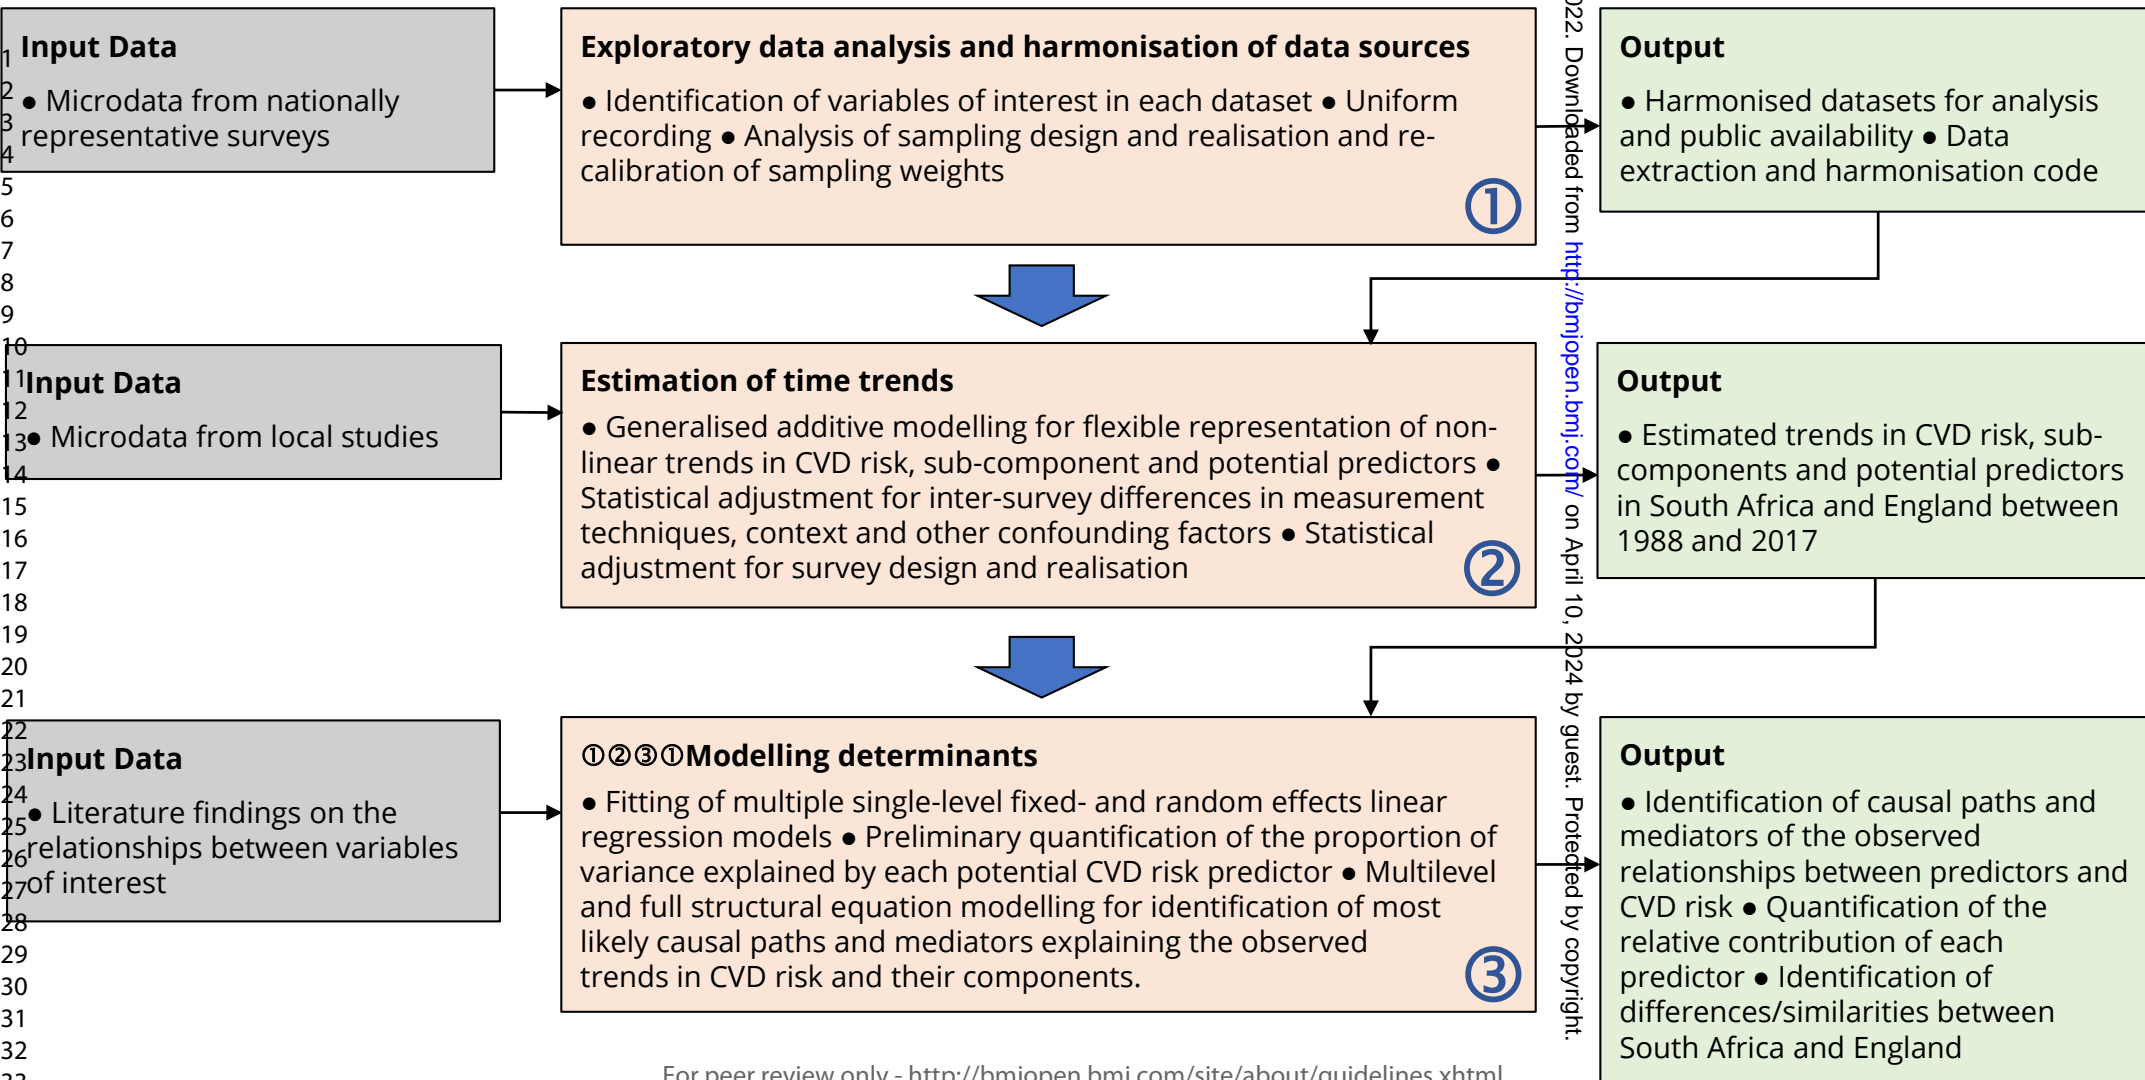 Input Data
● Microdata from nationally
representative surveys
Exploratory data analysis and harmonisation of data sources
● Identification of variables of interest in each dataset ● Uniform
recording ● Analysis of sampling design and realisation and re-
calibration of sampling weights
①
Output
● Harmonised datasets for analysis
and public availability ● Data
extraction and harmonisation code
Input Data
● Microdata from local studies
Estimation of time trends
● Generalised additive modelling for flexible representation of non-
linear trends in CVD risk, sub-component and potential predictors ●
Statistical adjustment for inter-survey differences in measurement
techniques, context and other confounding factors ● Statistical
adjustment for survey design and realisation
②
Output
● Estimated trends in CVD risk, sub-
components and potential predictors
in South Africa and England between
1988 and 2017
Input Data
● Literature findings on the
relationships between variables
of interest
①②③①Modelling determinants
● Fitting of multiple single-level fixed- and random effects linear
regression models ● Preliminary quantification of the proportion of
variance explained by each potential CVD risk predictor ● Multilevel
and full structural equation modelling for identification of most
likely causal paths and mediators explaining the observed
trends in CVD risk and their components.
③
Output
● Identification of causal paths and
mediators of the observed
relationships between predictors and
CVD risk ● Quantification of the
relative contribution of each
predictor ● Identification of
differences/similarities between
South Africa and England
1
2
3
4
5
6
7
8
9
10
11
12
13
14
15
16
17
18
19
20
21
22
23
24
25
26
27
28
29
30
31
32
33
022. Downloaded from http://bmjopen.bmj.com/ on April 10, 2024 by guest. Protected by copyright.
For peer review only - http://bmjopen.bmj.com/site/about/guidelines.xhtml